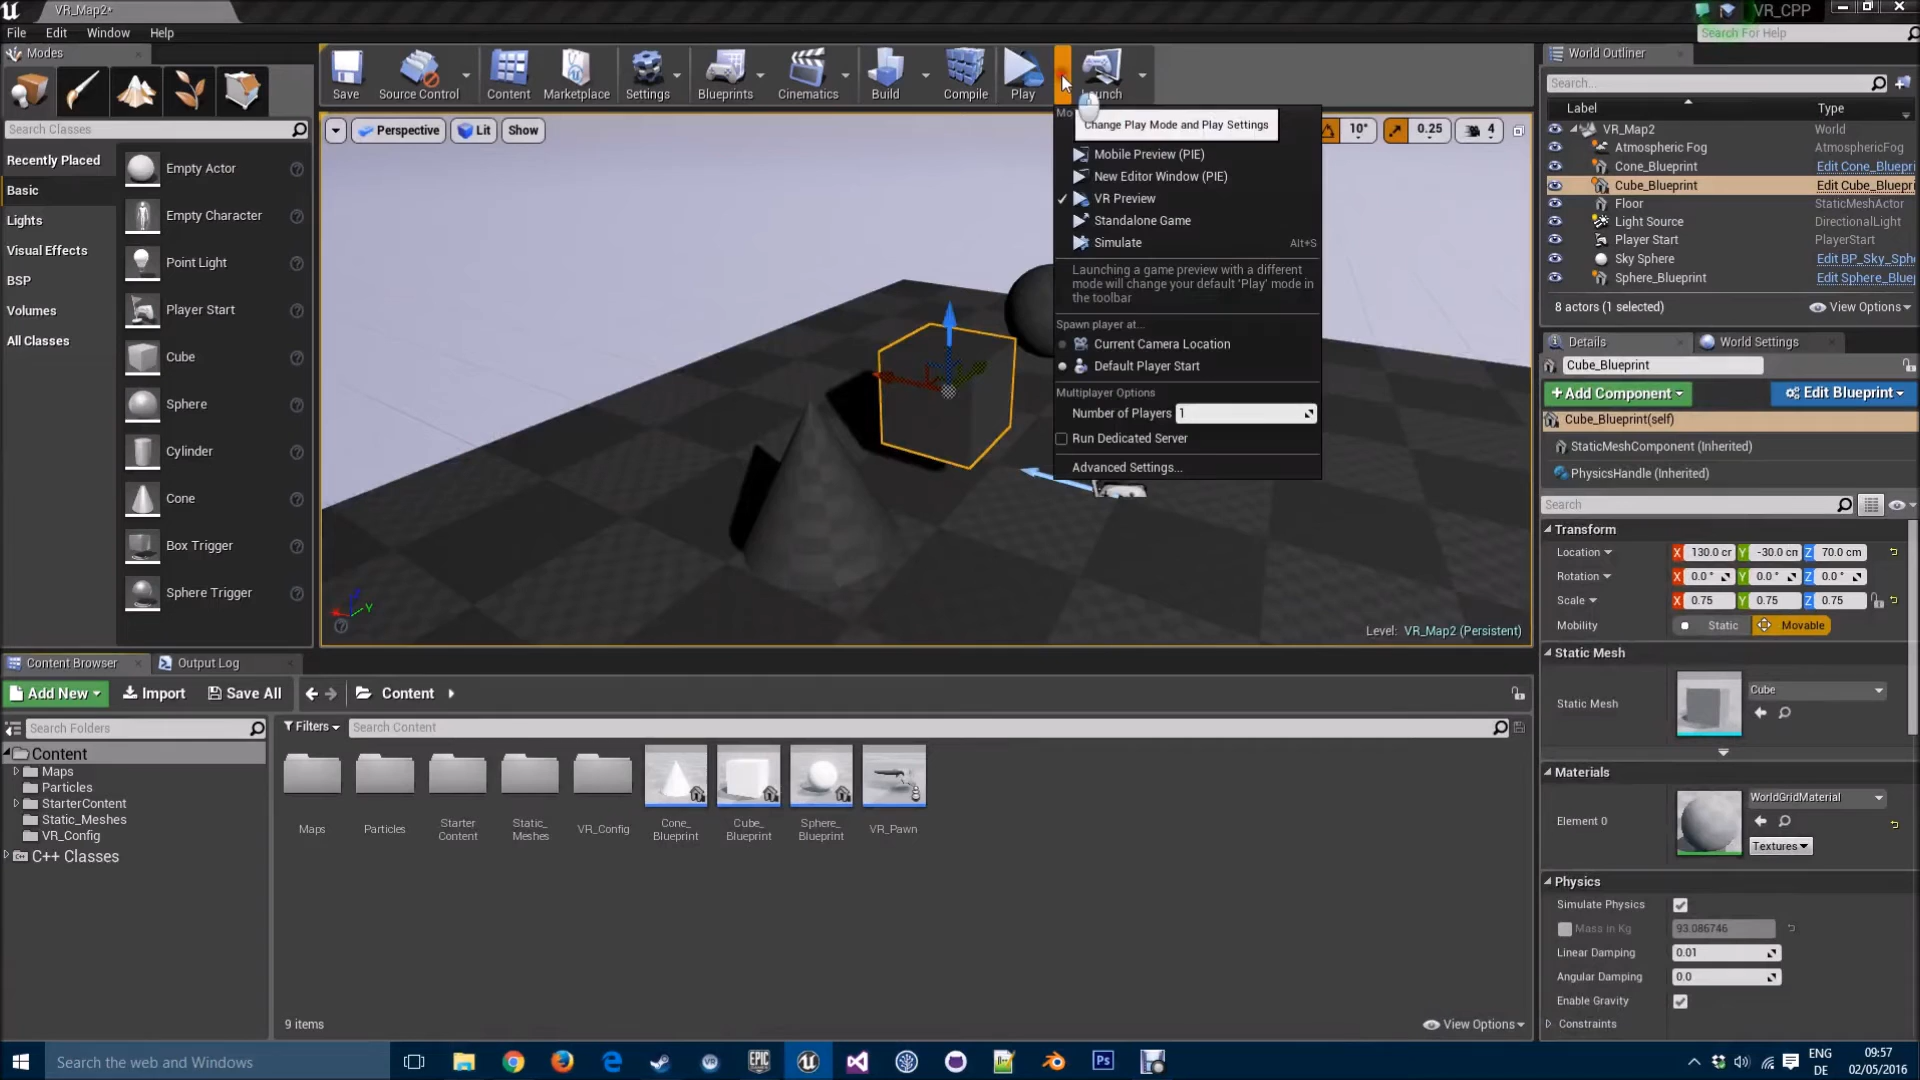 VR_Map2*
VR_CPP
File Edit Window Help
Search For Help
Modes
Save
Source Control
Content
Marketplace
Settings
Blueprints
Cinematics
Build
Compile
Play
Launch
Search Classes
Recently Placed
Basic
Lights
Visual Effects
BSP
Volumes
All Classes
Empty Actor
Empty Character
Point Light
Player Start
Cube
Sphere
Cylinder
Cone
Box Trigger
Sphere Trigger
Perspective
Lit
Show
10°
0.25
4
Mo
Change Play Mode and Play Settings
Mobile Preview (PIE)
New Editor Window (PIE)
VR Preview
Standalone Game
Simulate Alt+S
Launching a game preview with a different
mode will change your default 'Play' mode in
the toolbar
Spawn player at...
Current Camera Location
Default Player Start
Multiplayer Options
Number of Players 1
Run Dedicated Server
Advanced Settings...
Z
Y
Level: VR_Map2 (Persistent)
World Outliner
Search...
Label Type
VR_Map2 World
Atmospheric Fog AtmosphericFog
Cone_Blueprint Edit Cone_Bluepri
Cube_Blueprint Edit Cube_Bluepri
Floor StaticMeshActor
Light Source DirectionalLight
Player Start PlayerStart
Sky Sphere Edit BP_Sky_Sph
Sphere_Blueprint Edit Sphere_Bluep
8 actors (1 selected) View Options
Details World Settings
Cube_Blueprint
+Add Component Edit Blueprint
Cube_Blueprint(self)
StaticMeshComponent (Inherited)
PhysicsHandle (Inherited)
Search
Transform
Location X 130.0 cm Y -30.0 cm Z 70.0 cm
Rotation X 0.0 ° Y 0.0 ° Z 0.0 °
Scale X 0.75 Y 0.75 Z 0.75
Mobility Static Movable
Static Mesh
Static Mesh
Cube
Materials
Element 0
WorldGridMaterial
Textures
Physics
Simulate Physics
Mass in Kg 93.086746
Linear Damping 0.01
Angular Damping 0.0
Enable Gravity
Constraints
Content Browser Output Log
Add New Import Save All Content
Search Folders
Filters Search Content
Content
Maps
Particles
StarterContent
Static_Meshes
VR_Config
C++ Classes
Maps
Particles
Starter
Content
Static_
Meshes
VR_Config
Cone_
Blueprint
Cube_
Blueprint
Sphere_
Blueprint
VR_Pawn
9 items View Options
Search the web and Windows
VR
EPIC
Ps
ENG
DE
09:57
02/05/2016